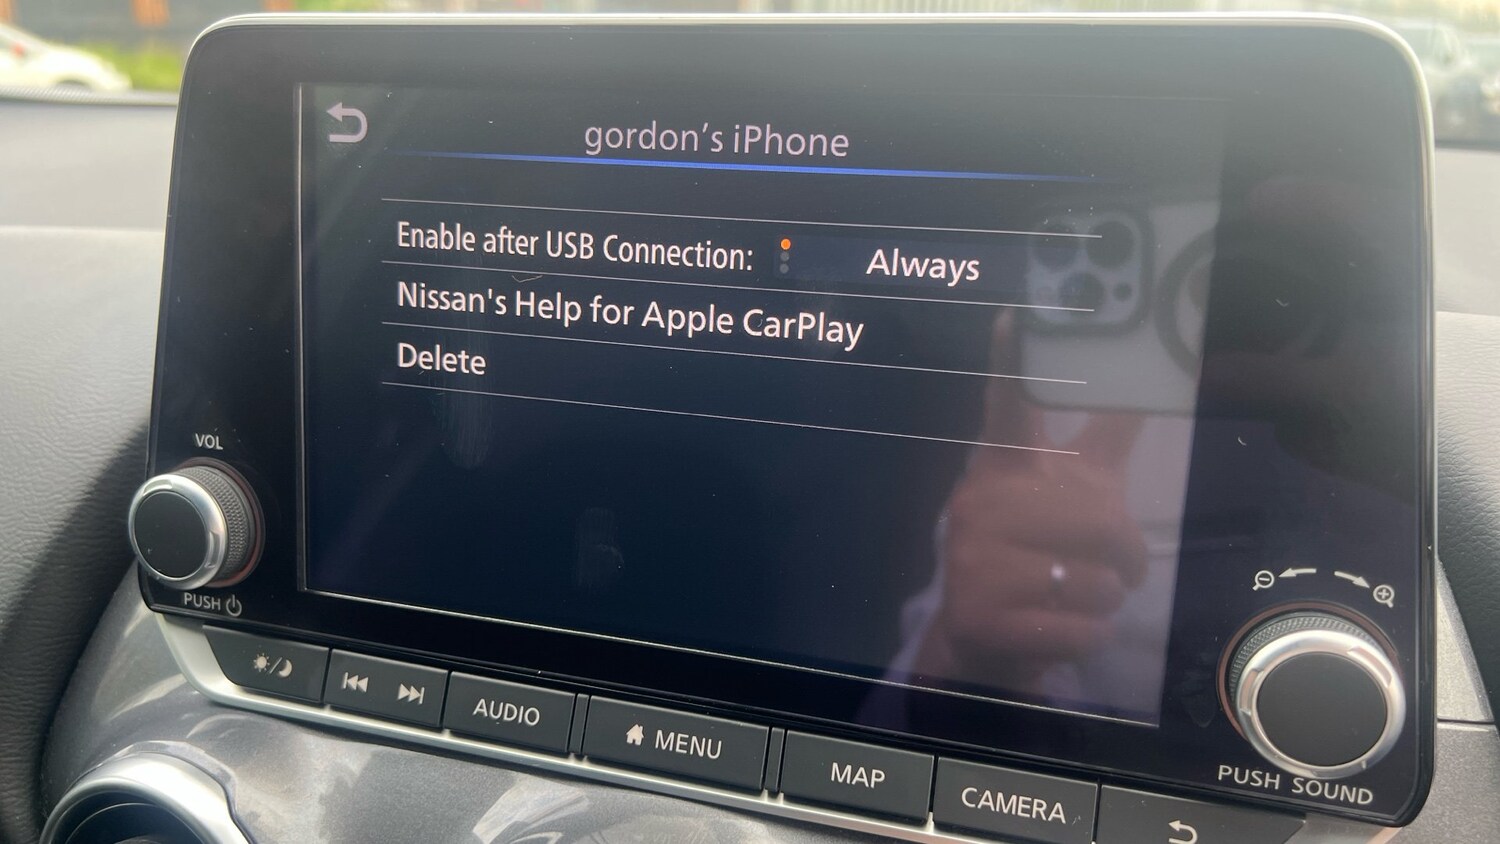 gordon's iPhone
Enable after USB Connection: Always
Nissan's Help for Apple CarPlay
Delete
VOL
PUSH
AUDIO
MENU
MAP
CAMERA
PUSH SOUND